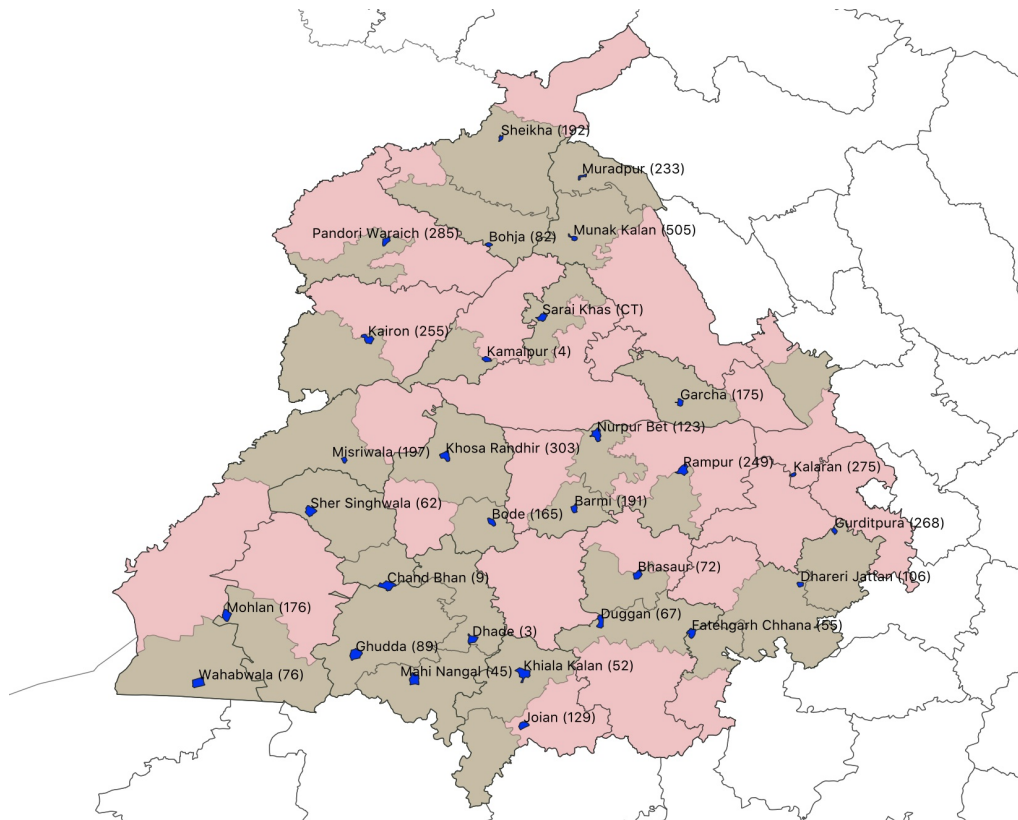 Sheikha (192)
Muradpur (233)
Pandori Waraich (285)
Bohja (82)
Munak Kalan (505)
Sarai Khas (CT)
Kairon (255)
Kamalpur (4)
Garcha (175)
Nurpur Bet (123)
Misriwala (197)
Khosa Randhir (303)
Rampur (249)
Kalaran (275)
Sher Singhwala (62)
Bode (165)
Barmi (191)
Gurditpura (268)
Chand Bhan (9)
Bhasaur (72)
Dhareri Jattan (106)
Mohlan (176)
Duggan (67)
Fatehgarh Chhana (55)
Ghudda (89)
Dhade (3)
Wahabwala (76)
Mahi Nangal (45)
Khiala Kalan (52)
Joian (129)